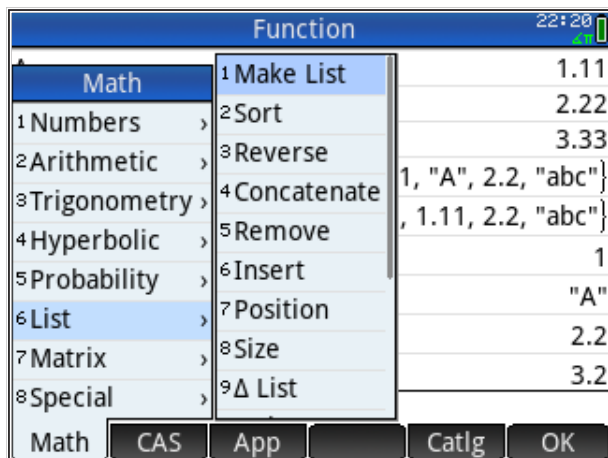 Function
22:20
∡π
Math
1 Numbers ›
2 Arithmetic ›
3 Trigonometry ›
4 Hyperbolic ›
5 Probability ›
6 List ›
7 Matrix ›
8 Special ›
1 Make List
2 Sort
3 Reverse
4 Concatenate
5 Remove
6 Insert
7 Position
8 Size
9 Δ List
1.11
2.22
3.33
1, "A", 2.2, "abc"}
, 1.11, 2.2, "abc"}
1
"A"
2.2
3.2
Math CAS App Catlg OK